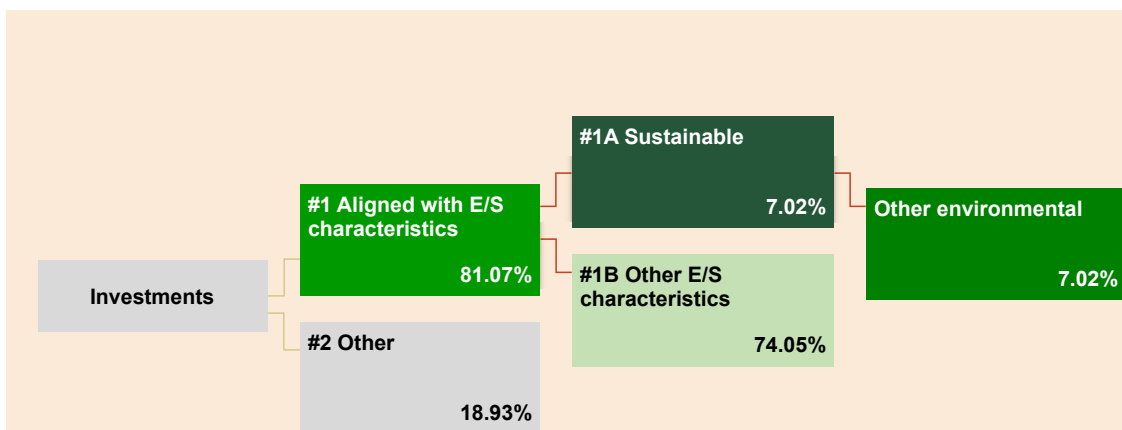 Investments
#1 Aligned with E/S
characteristics
81.07%
#2 Other
18.93%
#1A Sustainable
7.02%
#1B Other E/S
characteristics
74.05%
Other environmental
7.02%